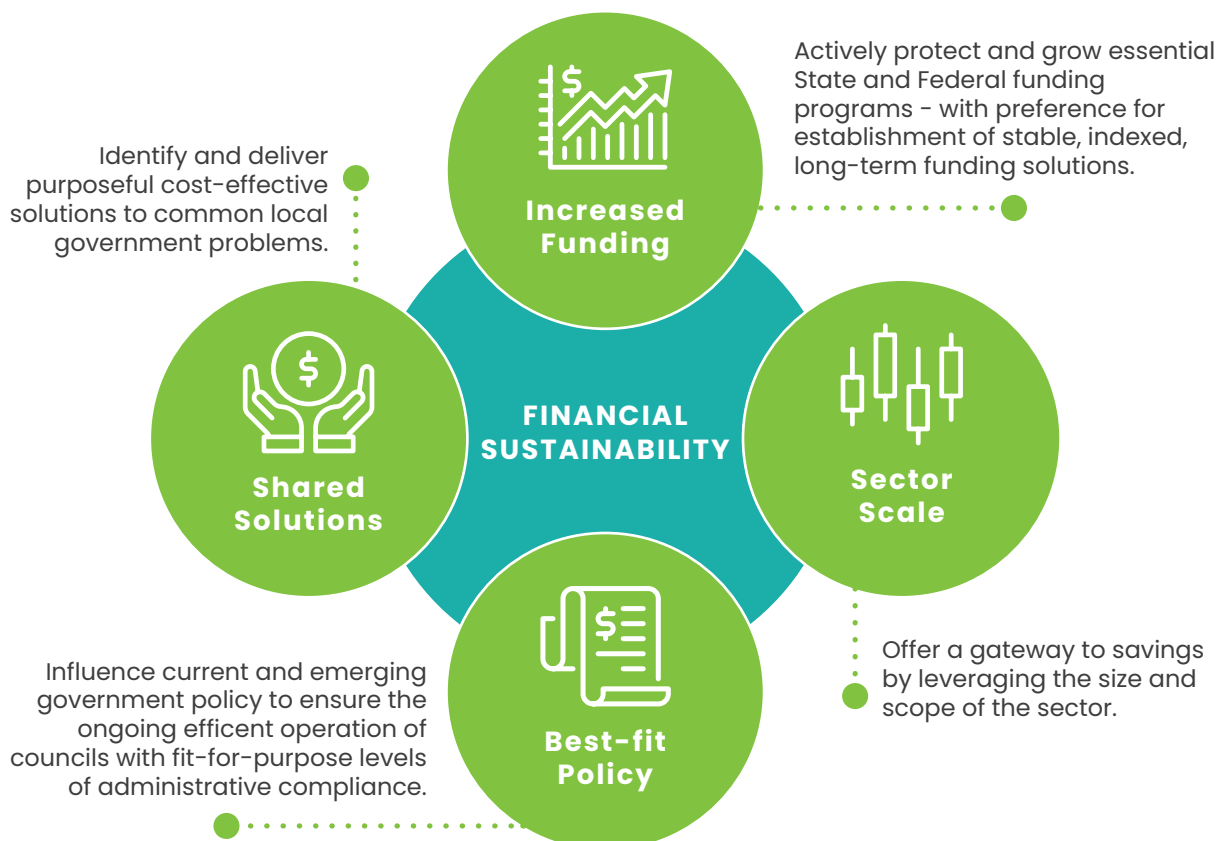 Actively protect and grow essential
State and Federal funding
programs - with preference for
establishment of stable, indexed,
long-term funding solutions.
$
Increased
Funding
Identify and deliver
purposeful cost-effective
solutions to common local
government problems.
$
Shared
Solutions
FINANCIAL
SUSTAINABILITY
Sector
Scale
Offer a gateway to savings
by leveraging the size and
scope of the sector.
$
Best-fit
Policy
Influence current and emerging
government policy to ensure the
ongoing efficent operation of
councils with fit-for-purpose levels
of administrative compliance.